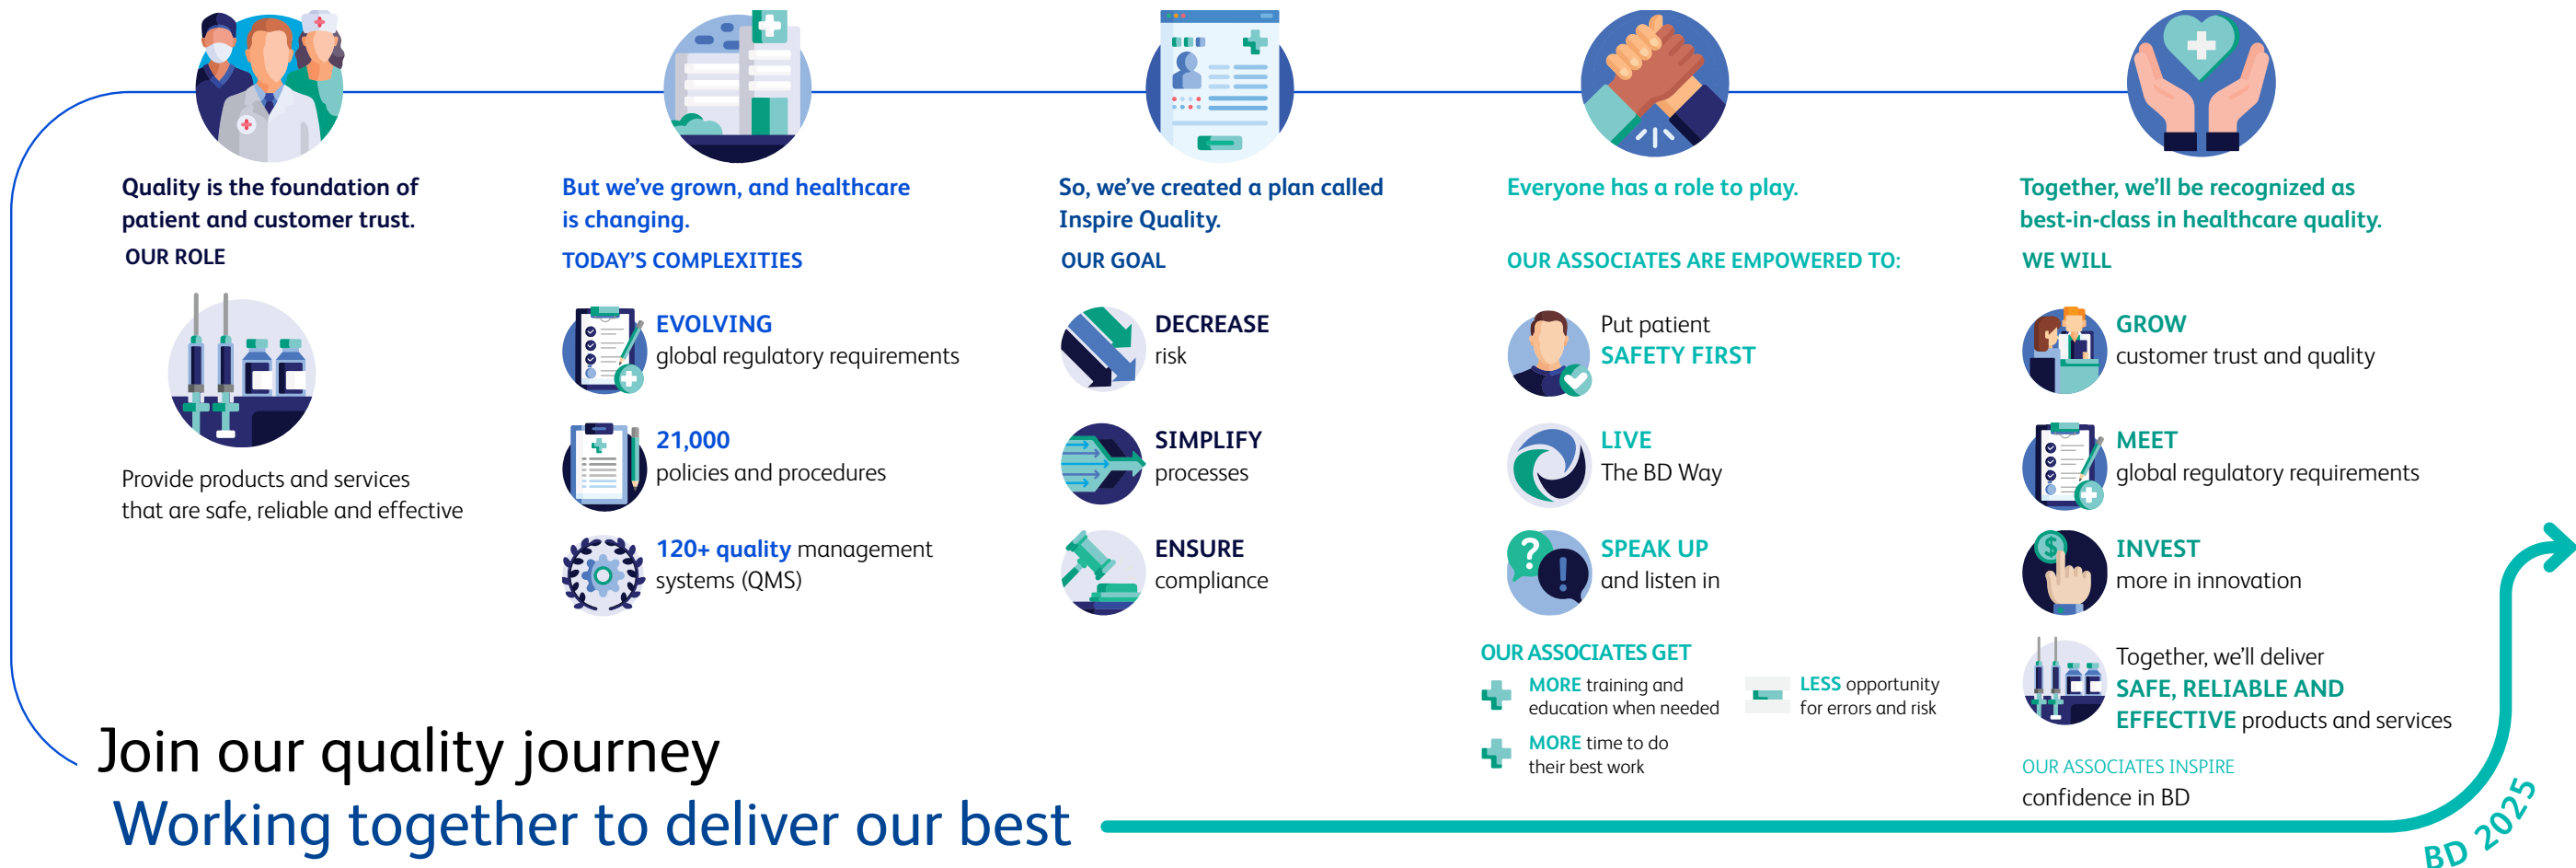 Quality is the foundation of
patient and customer trust.
OUR ROLE
Provide products and services
that are safe, reliable and effective
But we've grown, and healthcare
is changing.
TODAY'S COMPLEXITIES
EVOLVING
global regulatory requirements
21,000
policies and procedures
120+ quality management
systems (QMS)
So, we've created a plan called
Inspire Quality.
OUR GOAL
DECREASE
risk
SIMPLIFY
processes
ENSURE
compliance
Everyone has a role to play.
OUR ASSOCIATES ARE EMPOWERED TO:
Put patient
SAFETY FIRST
LIVE
The BD Way
SPEAK UP
and listen in
OUR ASSOCIATES GET
MORE training and
education when needed
MORE time to do
their best work
LESS opportunity
for errors and risk
Together, we'll be recognized as
best-in-class in healthcare quality.
WE WILL
GROW
customer trust and quality
MEET
global regulatory requirements
INVEST
more in innovation
Together, we'll deliver
SAFE, RELIABLE AND
EFFECTIVE products and services
OUR ASSOCIATES INSPIRE
confidence in BD
Join our quality journey
Working together to deliver our best
BD 2025